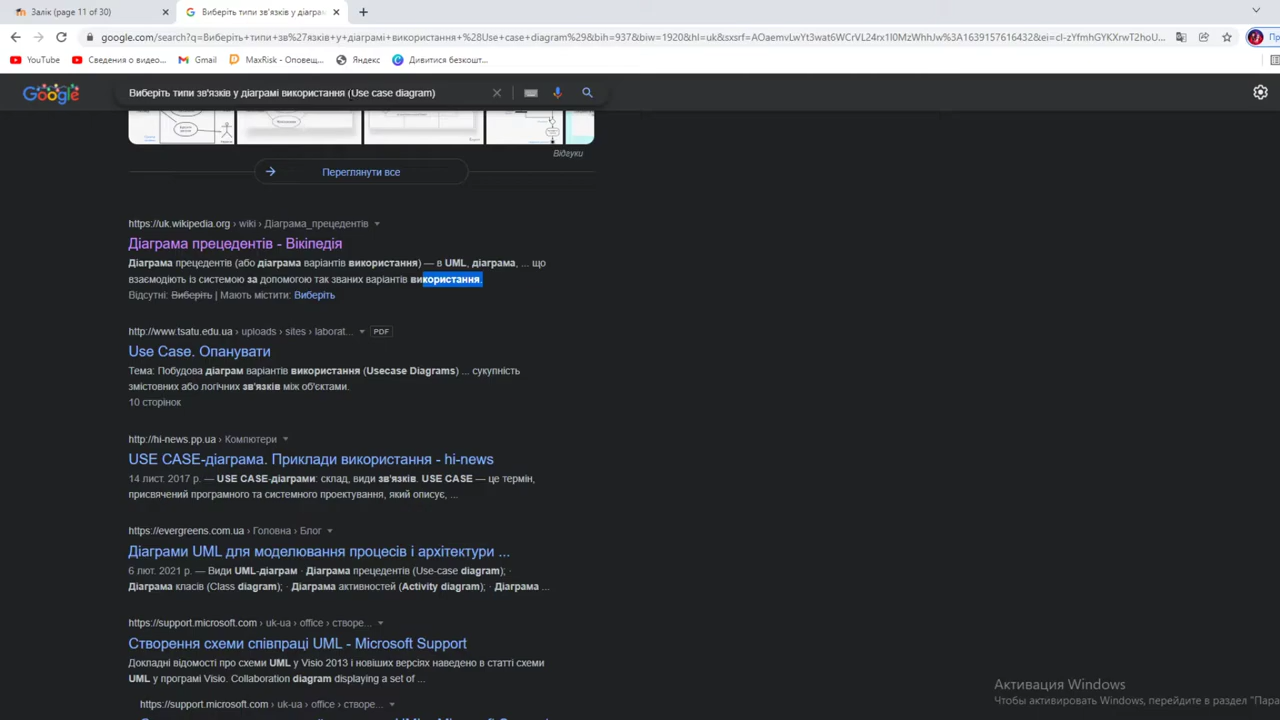 Залік (page 11 of 30)
Виберіть типи зв'язків у діаграм
google.com/search?q=Виберіть+типи+зв%27язків+у+діаграмі+використання+%28Use+case+diagram%29&bih=937&biw=1920&hl=uk&sxsrf=AOaemvLwYt3wat6WCrVL24rx1I0MzWhhUw%3A1639157616432&ei=cI-zYfmhGYKXrwT2hoU...
YouTube
Сведения о видео...
Gmail
MaxRisk - Оповещ...
Яндекс
Дивитися безкошт...
Google
Виберіть типи зв'язків у діаграмі використання (Use case diagram)
Відгуки
Переглянути все
https://uk.wikipedia.org › wiki › Діаграма_прецедентів
Діаграма прецедентів - Вікіпедія
Діаграма прецедентів (або діаграма варіантів використання) — в UML, діаграма, ... що
взаємодіють із системою за допомогою так званих варіантів використання.
Відсутні: Виберіть | Мають містити: Виберіть
http://www.tsatu.edu.ua › uploads › sites › laborat... PDF
Use Case. Опанувати
Тема: Побудова діаграм варіантів використання (Usecase Diagrams) ... сукупність
змістовних або логічних зв'язків між об'єктами.
10 сторінок
http://hi-news.pp.ua › Компютери
USE CASE-діаграма. Приклади використання - hi-news
14 лист. 2017 р. — USE CASE-діаграми: склад, види зв'язків. USE CASE — це термін,
присвячений програмного та системного проектування, який описує, ...
https://evergreens.com.ua › Головна › Блог
Діаграми UML для моделювання процесів і архітектури ...
6 лют. 2021 р. — Види UML-діаграм · Діаграма прецедентів (Use-case diagram); ·
Діаграма класів (Class diagram); · Діаграма активностей (Activity diagram); · Діаграма ...
https://support.microsoft.com › uk-ua › office › створе...
Створення схеми співпраці UML - Microsoft Support
Докладні відомості про схеми UML у Visio 2013 і новіших версіях наведено в статті схеми
UML у програмі Visio. Collaboration diagram displaying a set of ...
https://support.microsoft.com › uk-ua › office › створе...
Активация Windows
Чтобы активировать Windows, перейдите в раздел "Пара